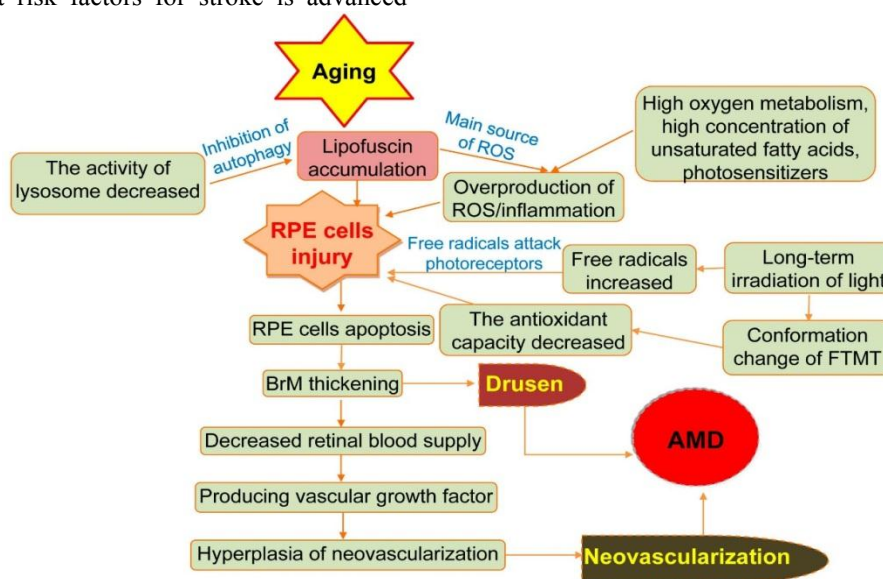 risk factors for stroke is advanced
Aging
High oxygen metabolism,
high concentration of
unsaturated fatty acids,
photosensitizers
Inhibition of
autophagy
Main source
of ROS
The activity of
lysosome decreased
Lipofuscin
accumulation
Overproduction of
ROS/inflammation
RPE cells
injury
Free radicals attack
photoreceptors
Free radicals
increased
Long-term
irradiation of light
RPE cells apoptosis
The antioxidant
capacity decreased
Conformation
change of FTMT
BrM thickening
Drusen
AMD
Decreased retinal blood supply
Producing vascular growth factor
Hyperplasia of neovascularization
Neovascularization